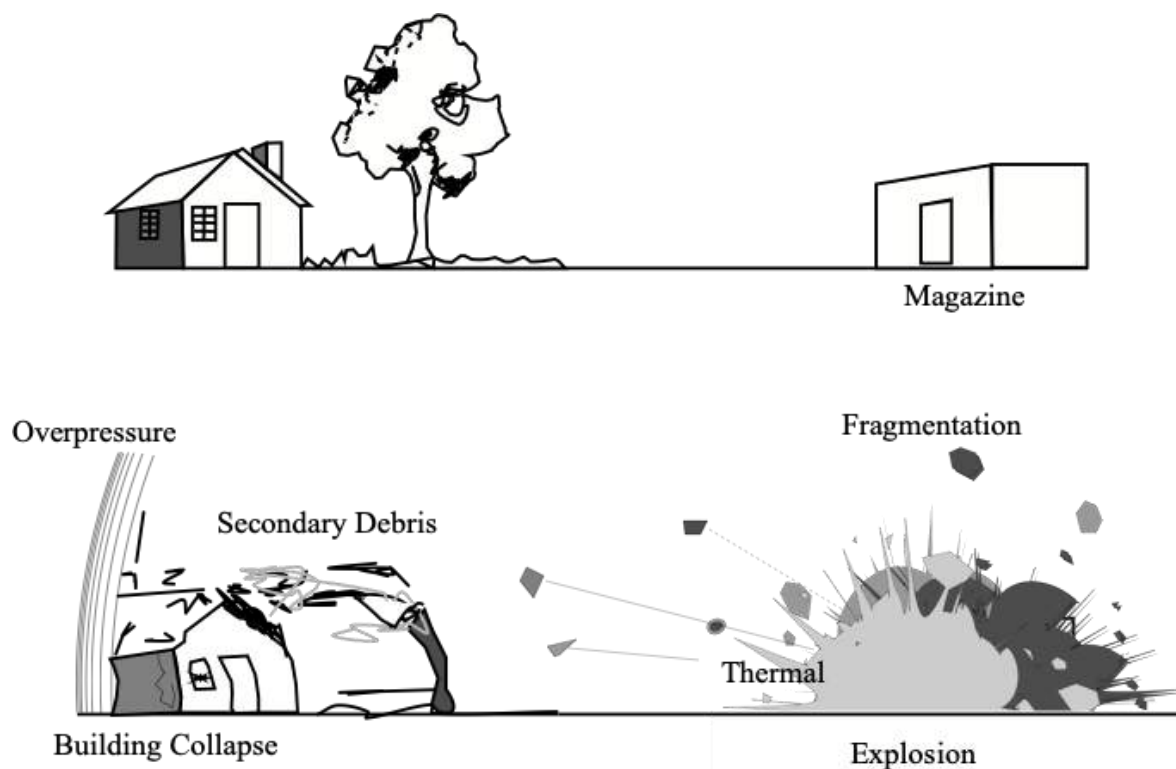 Magazine
Overpressure
Fragmentation
Secondary Debris
Thermal
Building Collapse
Explosion